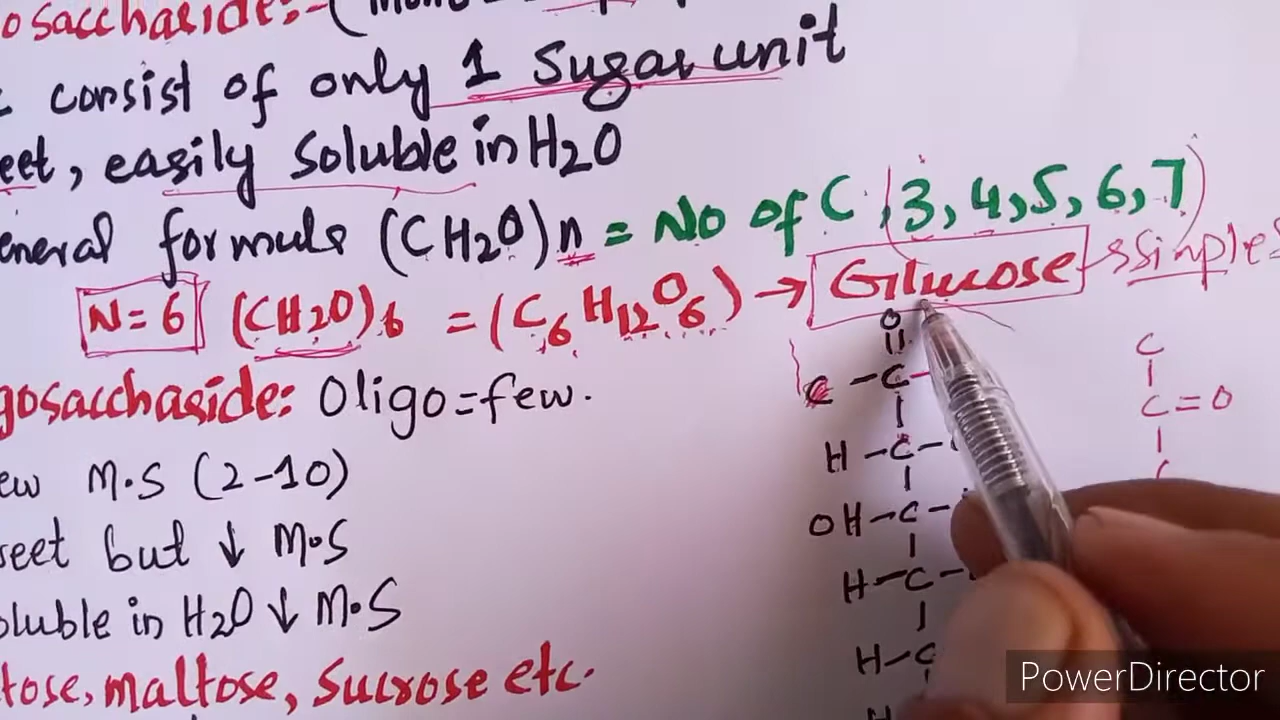 osaccharide:-(Mono
consist of only 1 Sugar unit
eet, easily soluble in H2O
eneral formula (CH2O)n = No of C (3, 4, 5, 6, 7)
N=6 (CH2O)6 = (C6H12O6) → Glucose simples
O
C - C -
C
H - C -
C = O
OH - C -
C
H - C -
H - C
H
gosaccharide: Oligo=few.
ew M.S (2-10)
eet but ↓ M.S
oluble in H2O ↓ M.S
tose, maltose, Sucrose etc.
PowerDirector